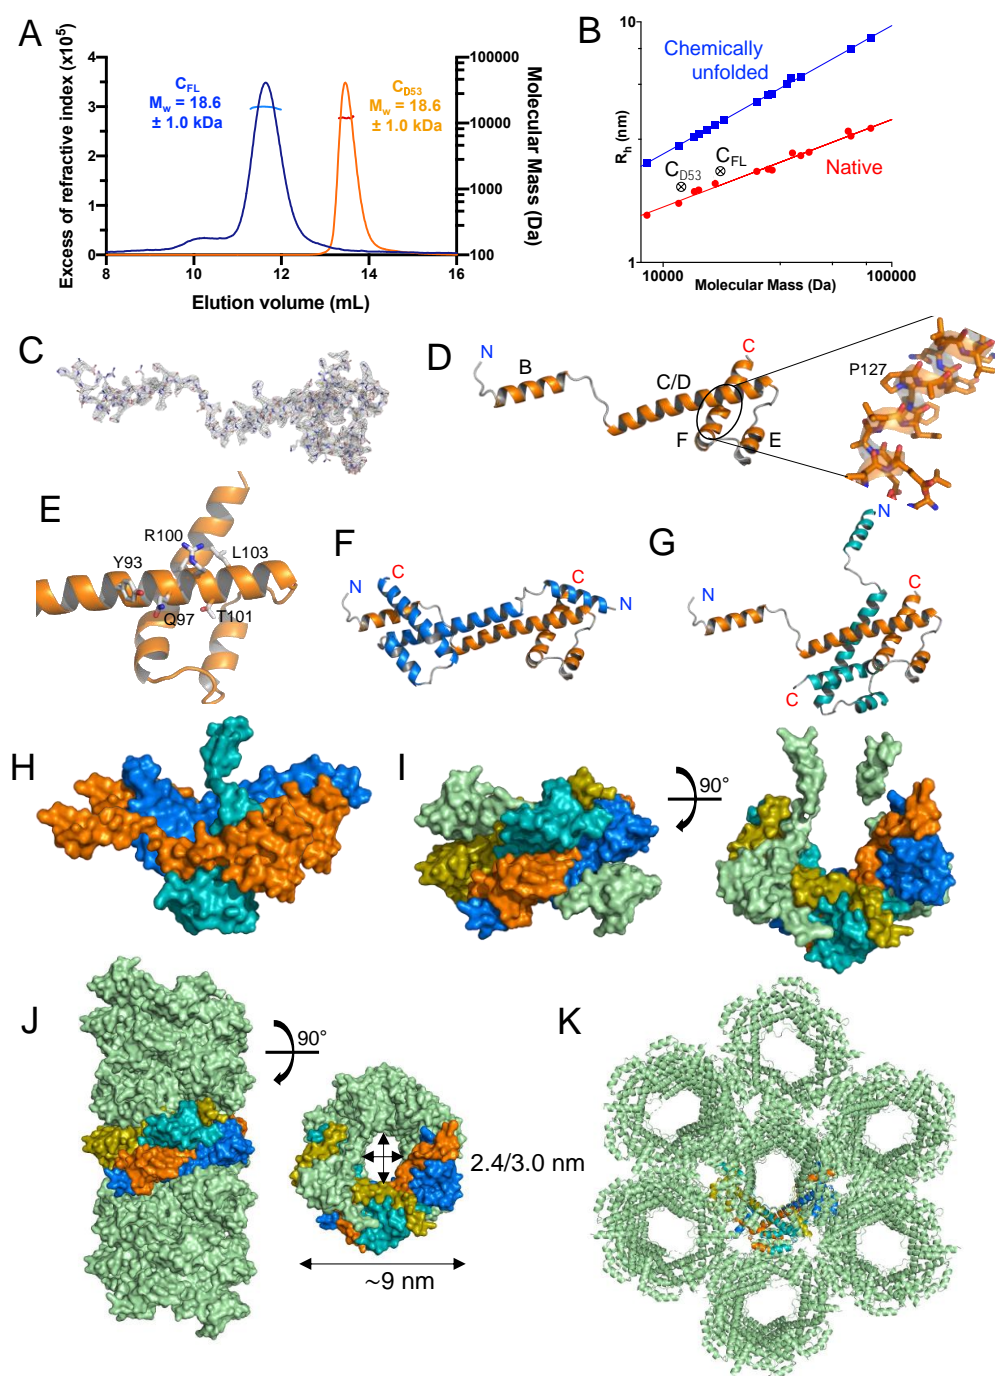 A
Excess of refractive index (x10⁵)
4
3
2
1
0
C_FL
M_w = 18.6
± 1.0 kDa
C_D53
M_w = 18.6
± 1.0 kDa
100000
10000
1000
100
Molecular Mass (Da)
8 10 12 14 16
Elution volume (mL)
B
R_h (nm)
10
1
Chemically
unfolded
C_D53
C_FL
Native
10000 100000
Molecular Mass (Da)
C
D
N
B
C/D
C
F
E
P127
E
R100
Y93
L103
Q97
T101
F
N
C
C
N
G
N
N
C
C
H
I
90°
J
90°
2.4/3.0 nm
~9 nm
K